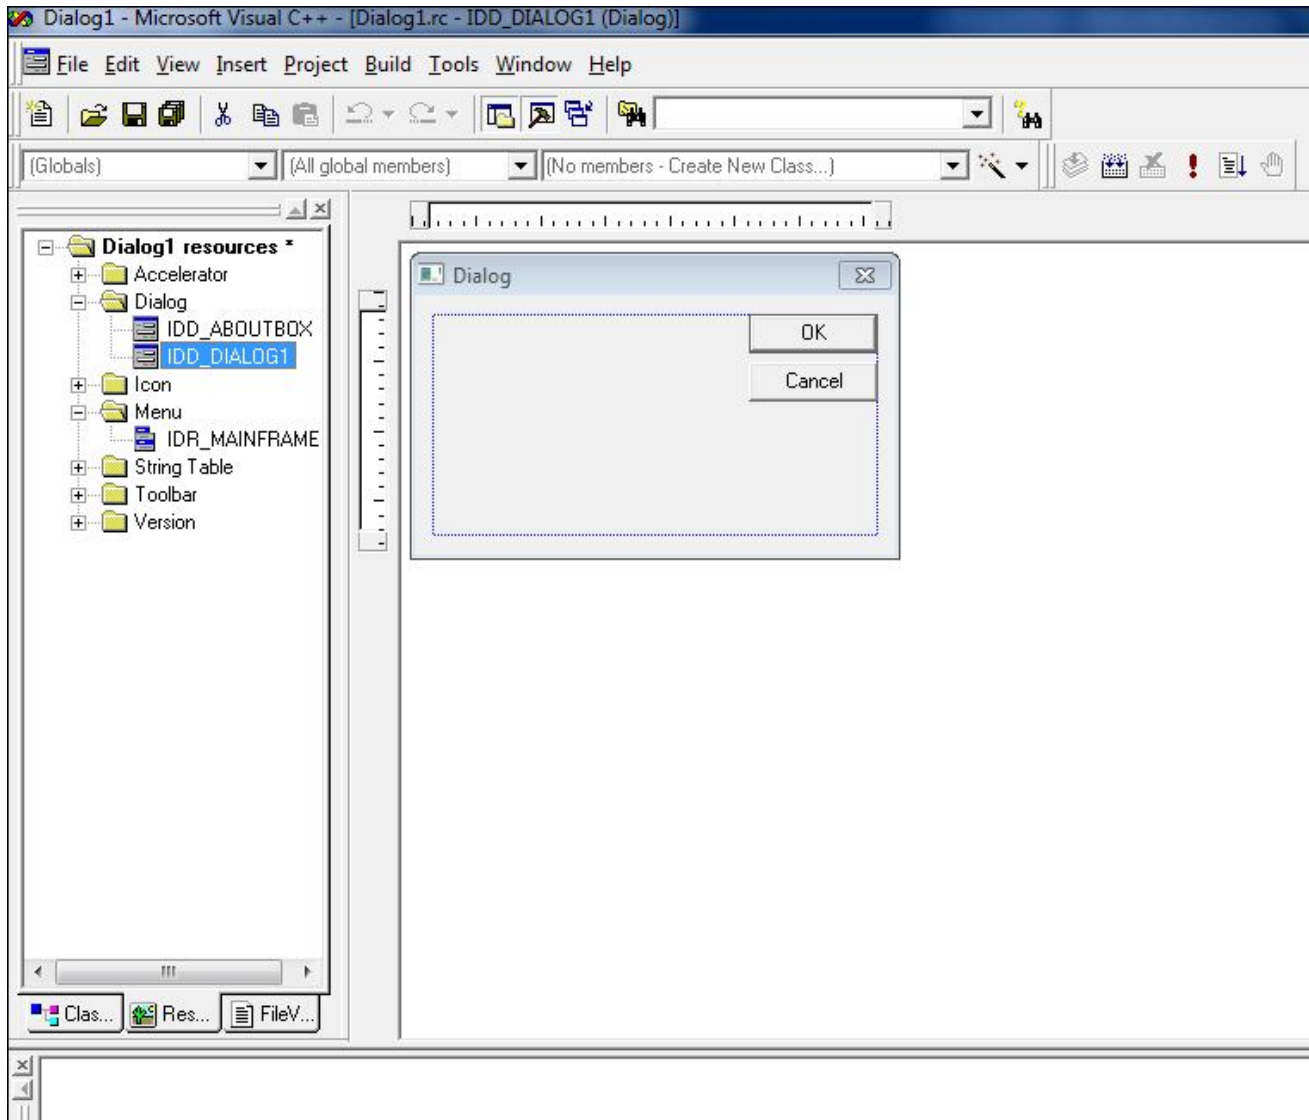 Dialog1 - Microsoft Visual C++ - [Dialog1.rc - IDD_DIALOG1 (Dialog)]
File Edit View Insert Project Build Tools Window Help
(Globals) (All global members) (No members - Create New Class...)
Dialog1 resources *
Accelerator
Dialog
IDD_ABOUTBOX
IDD_DIALOG1
Icon
Menu
IDR_MAINFRAME
String Table
Toolbar
Version
Clas... Res... FileV...
Dialog
OK
Cancel